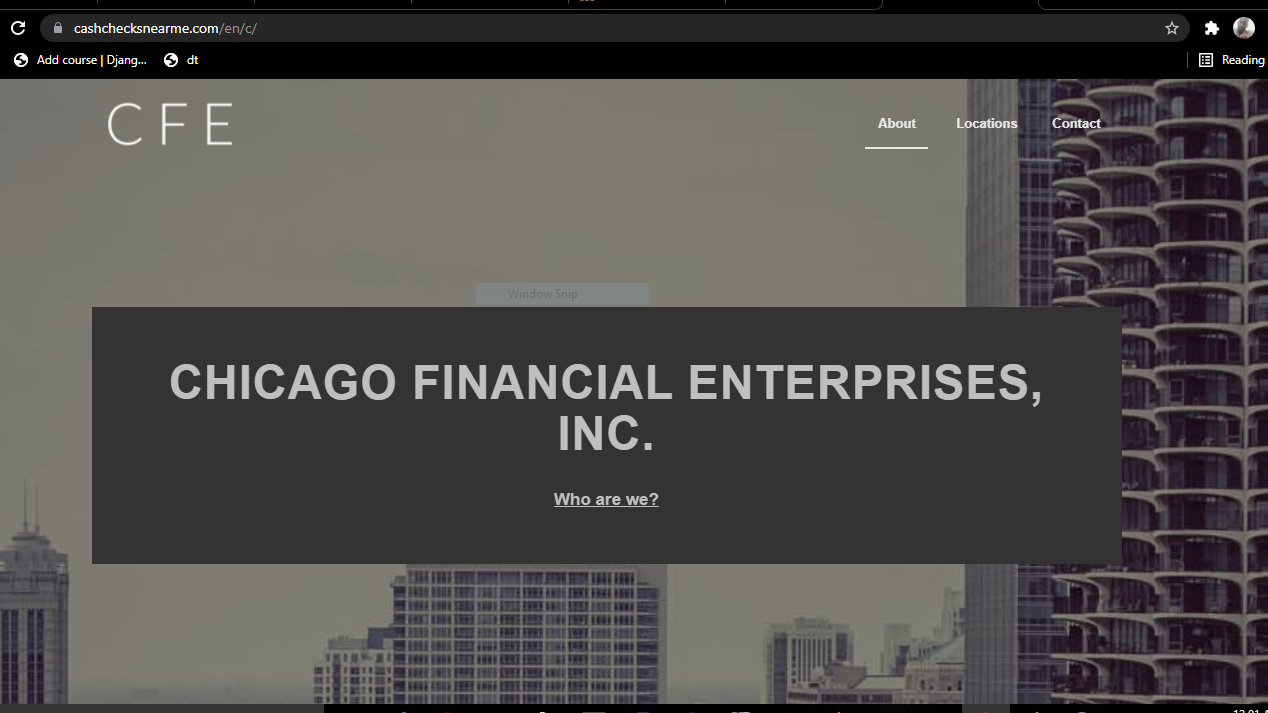 cashchecksnearme.com/en/c/
Add course | Djang... dt Reading
CFE
About Locations Contact
Window Snip
CHICAGO FINANCIAL ENTERPRISES,
INC.
Who are we?